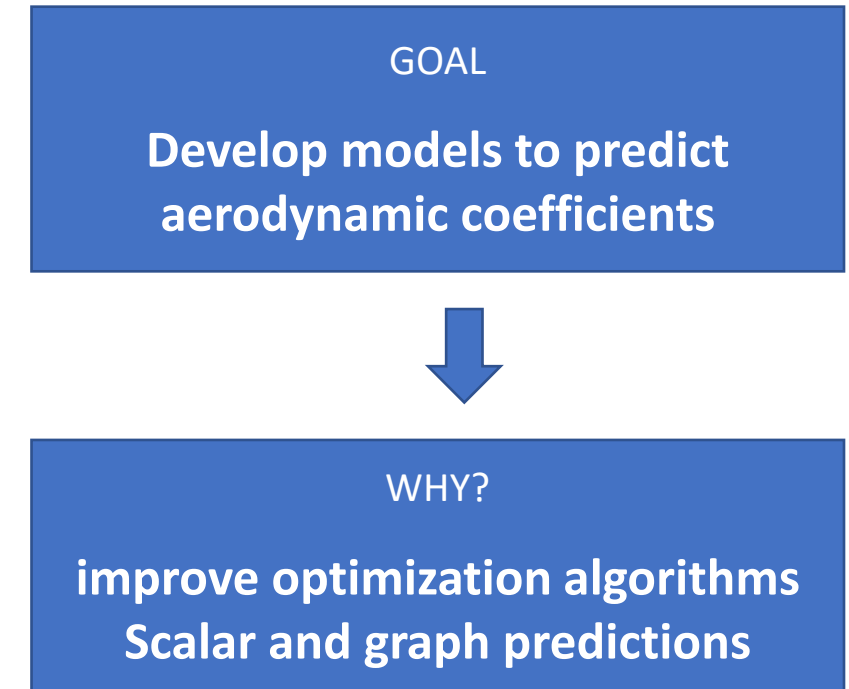 GOAL
Develop models to predict
aerodynamic coefficients
WHY?
improve optimization algorithms
Scalar and graph predictions